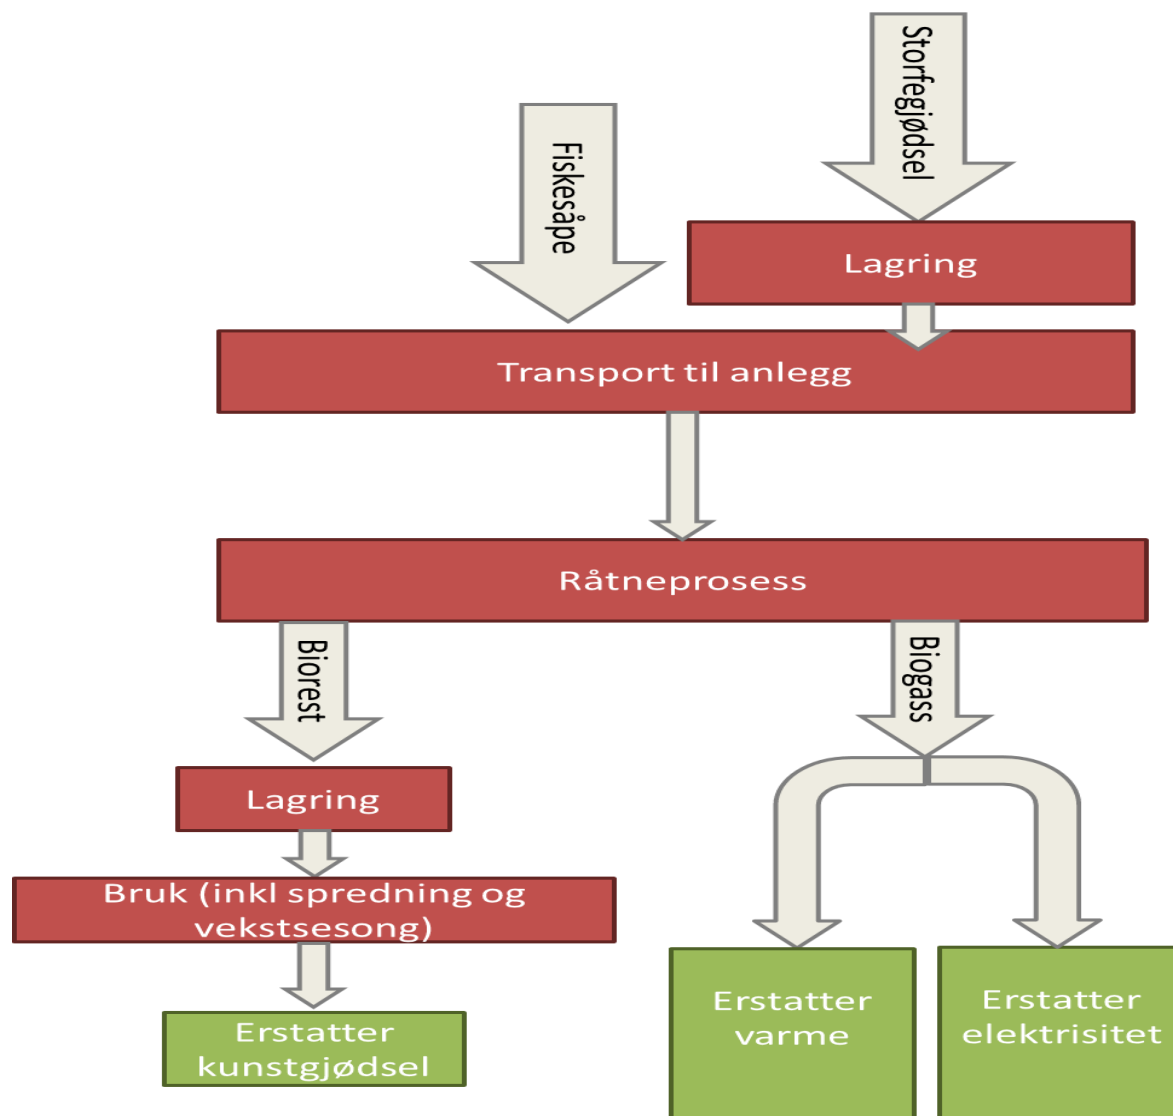 Storfegjødsel
Fiskesåpe
Lagring
Transport til anlegg
Råtneprosess
Biorest
Biogass
Lagring
Bruk (inkl spredning og
vekstsesong)
Erstatter
varme
Erstatter
elektrisitet
Erstatter
kunstgjødsel